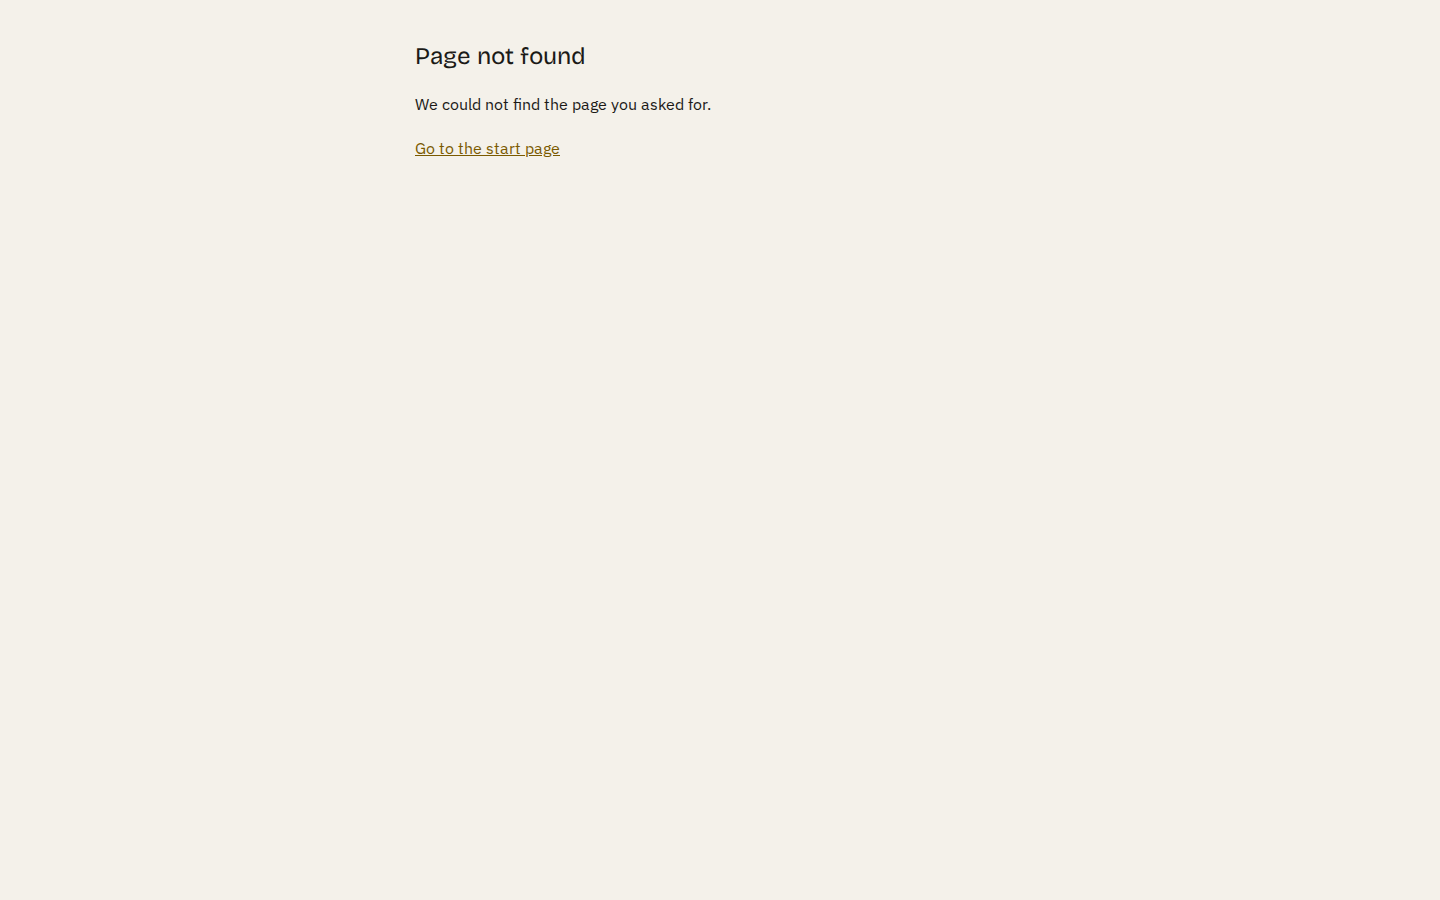 Page not found
We could not find the page you asked for.
Go to the start page